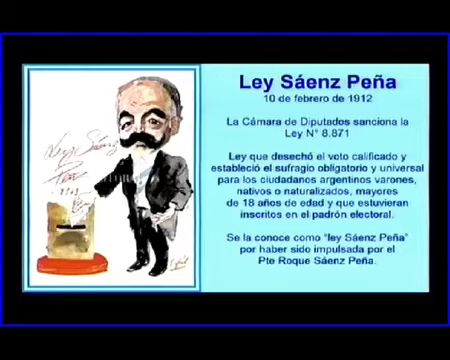 Ley Sáenz Peña
10 de febrero de 1912
La Cámara de Diputados sanciona la
Ley N° 8.871
Ley que desechó el voto calificado y
estableció el sufragio obligatorio y universal
para los ciudadanos argentinos varones,
nativos o naturalizados, mayores
de 18 años de edad y que estuvieran
inscritos en el padrón electoral.
Se la conoce como "ley Sáenz Peña"
por haber sido impulsada por el
Pte Roque Sáenz Peña.
Ley Sáenz
Peña